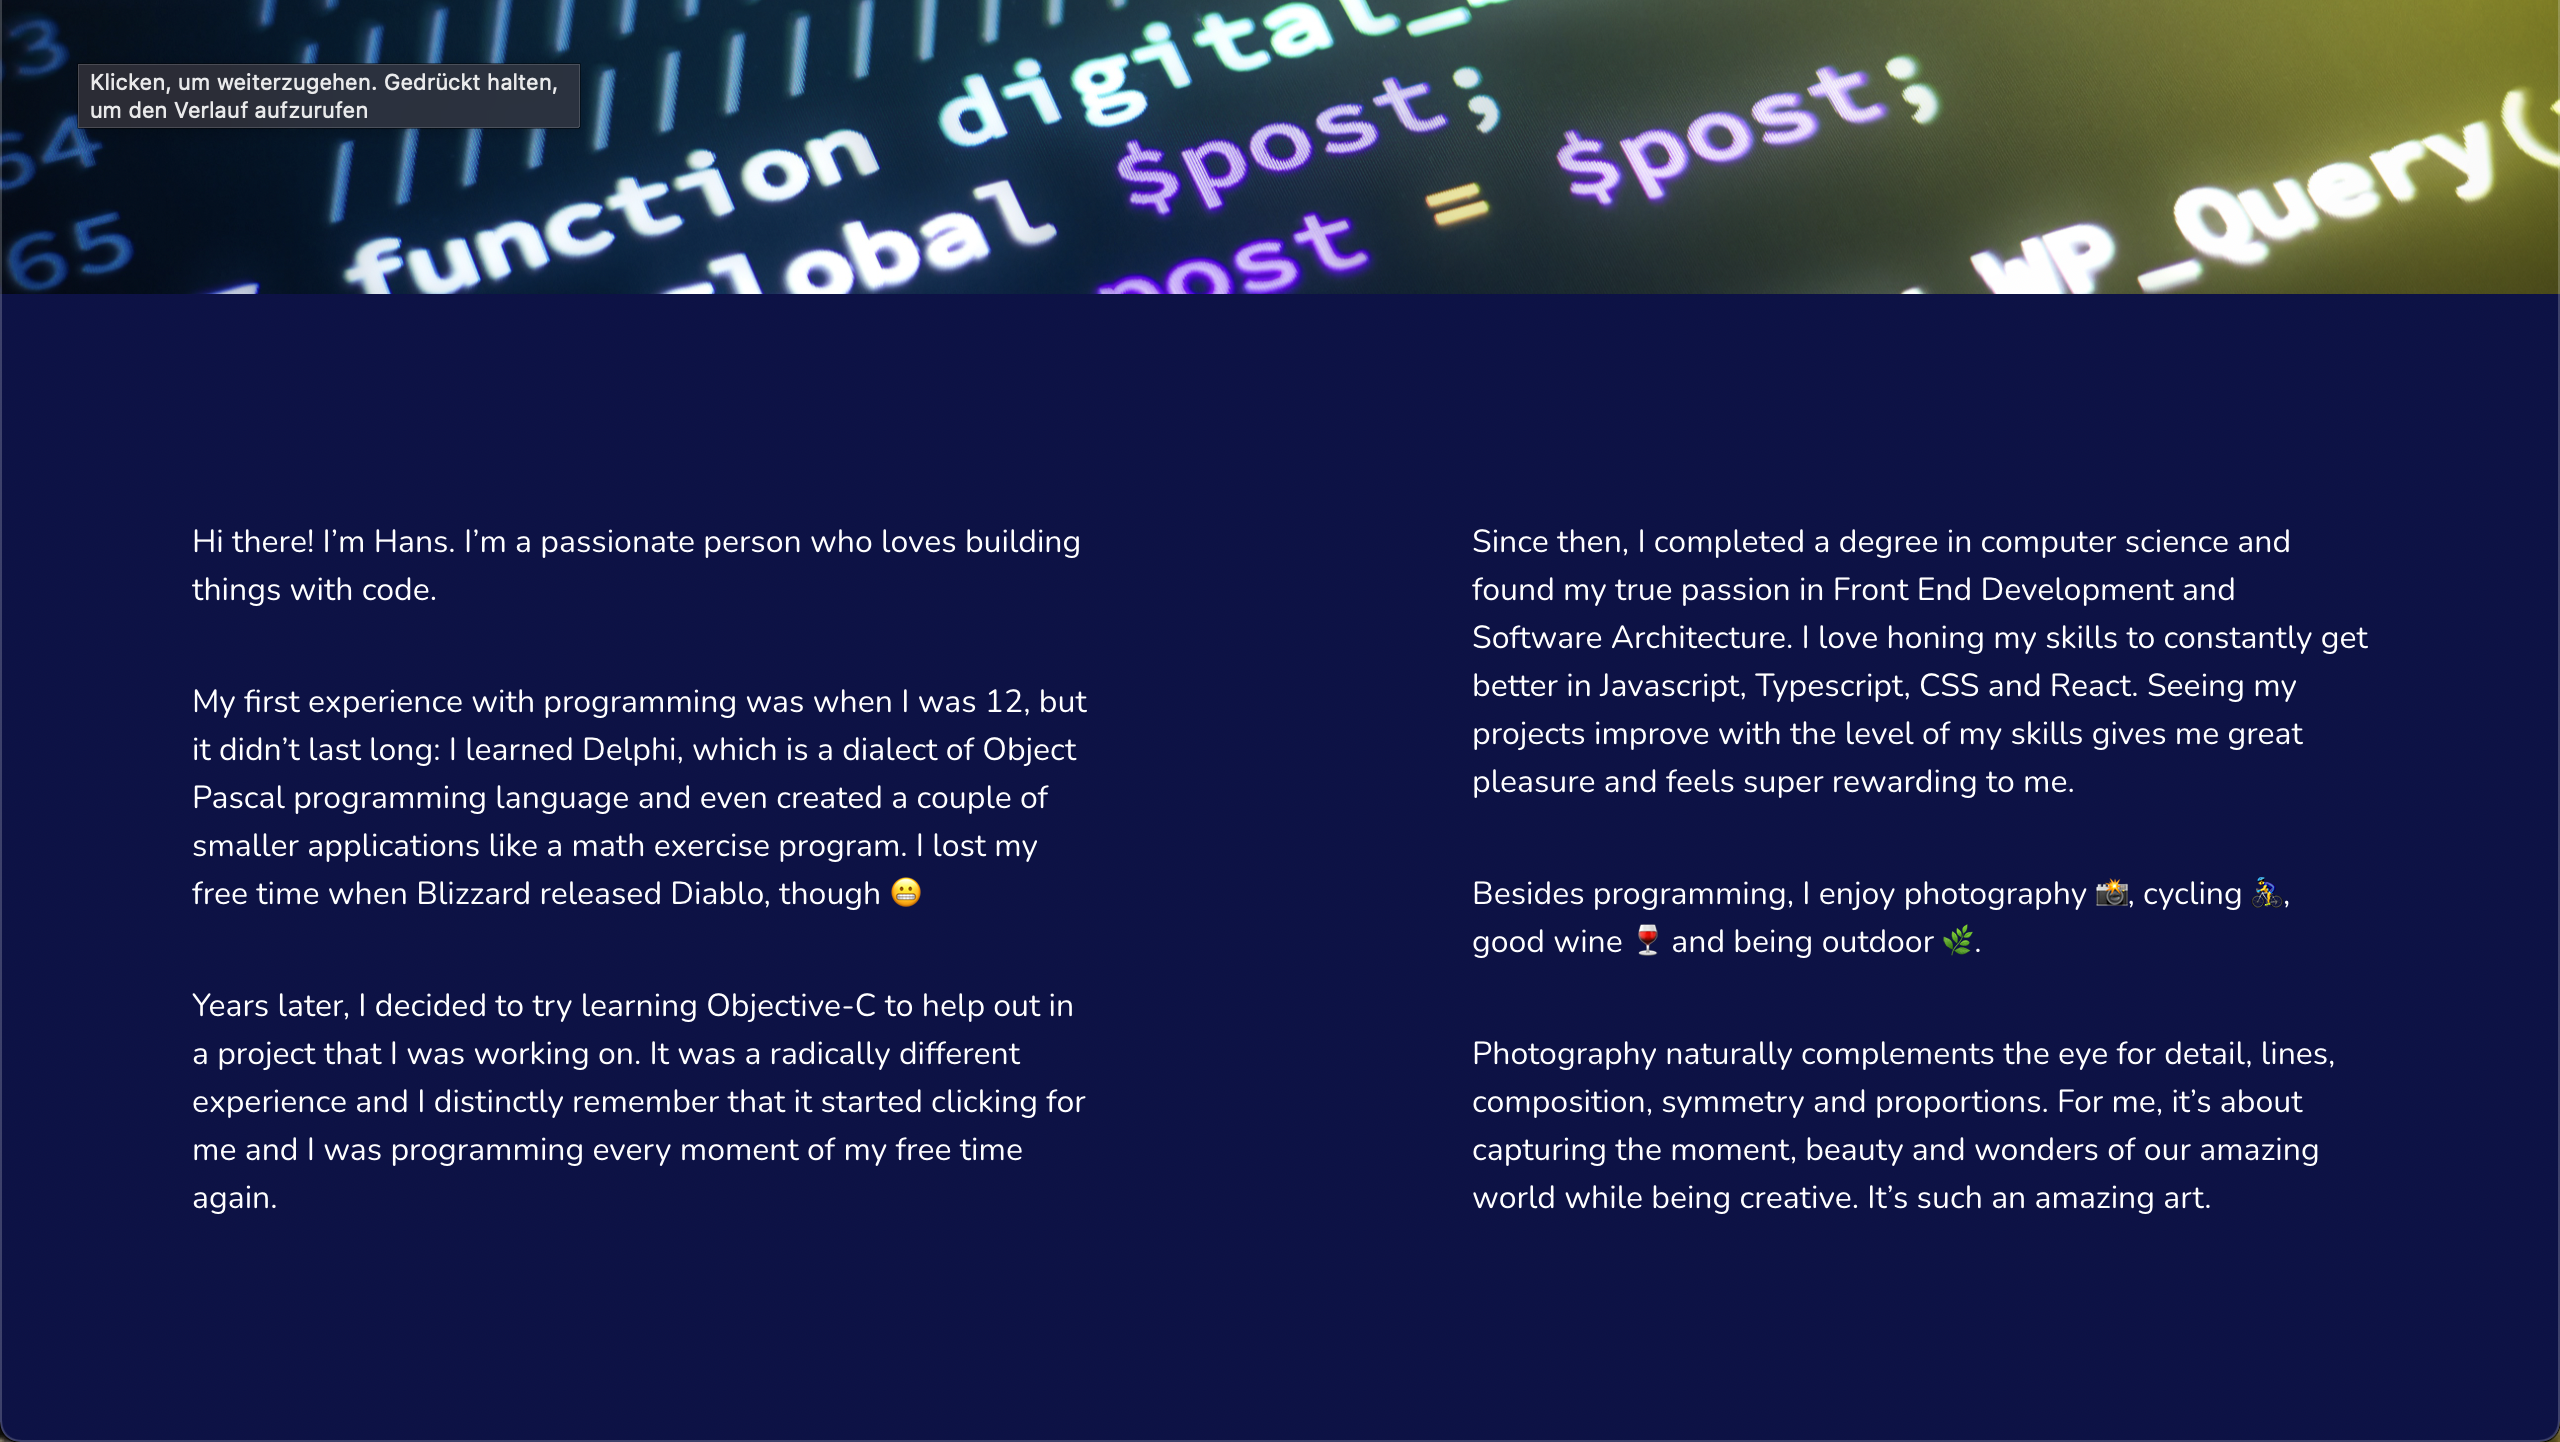 3
64
65
function digital_
global $post;
post = $post;
WP_Query(
Klicken, um weiterzugehen. Gedrückt halten,
um den Verlauf aufzurufen
Hi there! I’m Hans. I’m a passionate person who loves building
things with code.
My first experience with programming was when I was 12, but
it didn’t last long: I learned Delphi, which is a dialect of Object
Pascal programming language and even created a couple of
smaller applications like a math exercise program. I lost my
free time when Blizzard released Diablo, though 😬
Years later, I decided to try learning Objective-C to help out in
a project that I was working on. It was a radically different
experience and I distinctly remember that it started clicking for
me and I was programming every moment of my free time
again.
Since then, I completed a degree in computer science and
found my true passion in Front End Development and
Software Architecture. I love honing my skills to constantly get
better in Javascript, Typescript, CSS and React. Seeing my
projects improve with the level of my skills gives me great
pleasure and feels super rewarding to me.
Besides programming, I enjoy photography 📸, cycling 🚴,
good wine 🍷 and being outdoor 🌿.
Photography naturally complements the eye for detail, lines,
composition, symmetry and proportions. For me, it’s about
capturing the moment, beauty and wonders of our amazing
world while being creative. It’s such an amazing art.